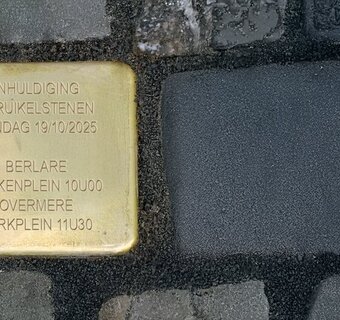 NHULDIGING
RUIKELSTENEN
NDAG 19/10/2025
BERLARE
KENPLEIN 10U00
OVERMERE
RKPLEIN 11U30